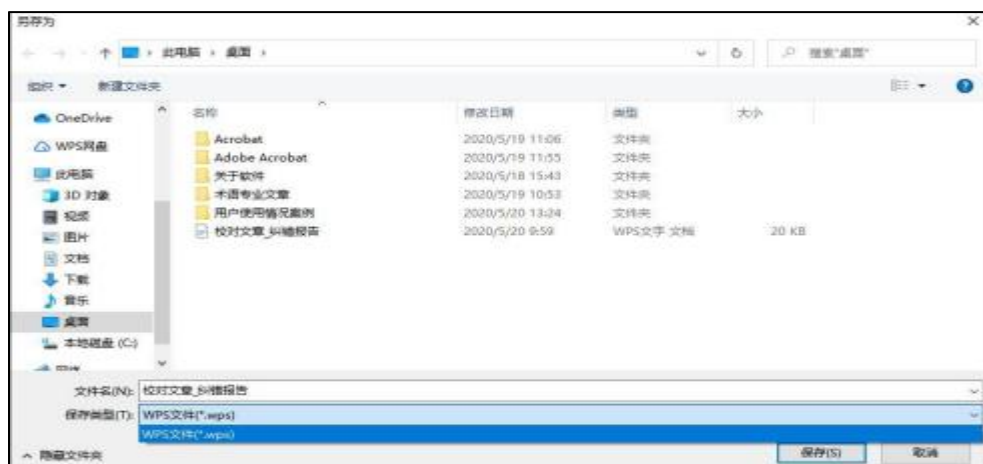 另存为
此电脑 › 桌面 ›
搜索"桌面"
组织
新建文件夹
名称 修改日期 类型 大小
OneDrive
WPS网盘
此电脑
3D 对象
视频
图片
文档
下载
音乐
桌面
本地磁盘 (C:)
网络
Acrobat 2020/5/19 11:06 文件夹
Adobe Acrobat 2020/5/19 11:55 文件夹
关于软件 2020/5/18 15:43 文件夹
术语专业文章 2020/5/19 10:53 文件夹
用户使用情况案例 2020/5/20 13:24 文件夹
校对文章_纠错报告 2020/5/20 9:59 WPS文字 文档 20 KB
文件名(N): 校对文章_纠错报告
保存类型(T): WPS文件(*.wps)
WPS文件(*.wps)
隐藏文件夹
保存(S) 取消